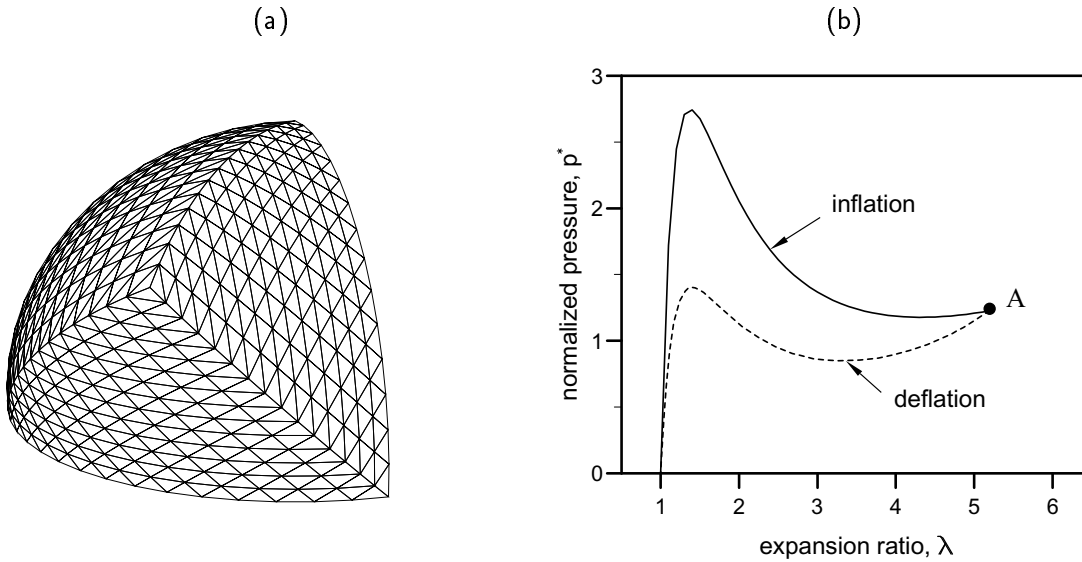 (a)
(b)
3
2
1
0
normalized pressure, p*
inflation
A
deflation
1 2 3 4 5 6
expansion ratio, λ